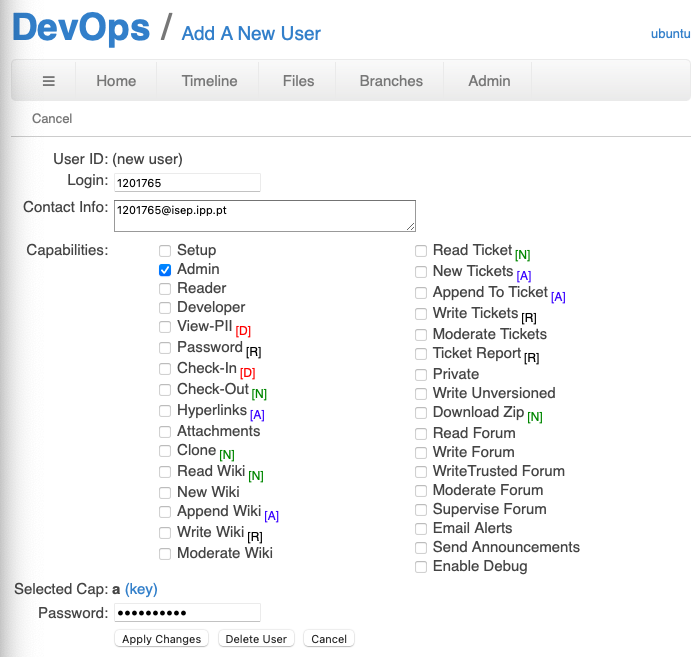 DevOps / Add A New User
ubuntu
≡ Home Timeline Files Branches Admin
Cancel
User ID: (new user)
Login: 1201765
Contact Info: 1201765@isep.ipp.pt
Capabilities:
Setup
Admin
Reader
Developer
View-PII [D]
Password [R]
Check-In [D]
Check-Out [N]
Hyperlinks [A]
Attachments
Clone [N]
Read Wiki [N]
New Wiki
Append Wiki [A]
Write Wiki [R]
Moderate Wiki
Read Ticket [N]
New Tickets [A]
Append To Ticket [A]
Write Tickets [R]
Moderate Tickets
Ticket Report [R]
Private
Write Unversioned
Download Zip [N]
Read Forum
Write Forum
WriteTrusted Forum
Moderate Forum
Supervise Forum
Email Alerts
Send Announcements
Enable Debug
Selected Cap: a (key)
Password: ••••••••••
Apply Changes Delete User Cancel